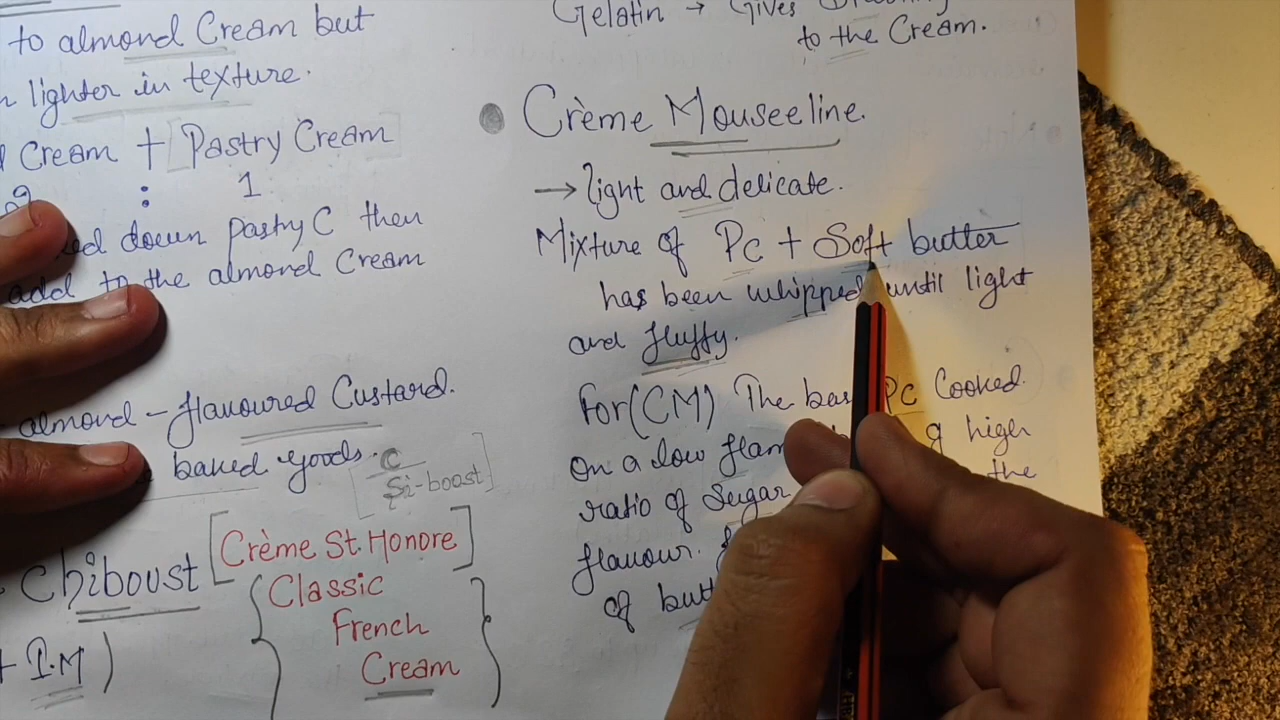 to almond Cream but
lighter in texture.
Cream + Pastry Cream
: 1
down pastry C then
add to the almond Cream
almond - flavoured Custard.
baked goods.
C
Si-boost
Chiboust [Crème St. Honore]
Classic
French
Cream
+ I.M)
Gelatin → Gives
to the Cream.
Crème Mouseeline.
→ light and delicate.
Mixture of PC + Soft butter
has been whipped until light
and fluffy.
For (CM) The PC Cooked
on a low high
ratio of Sugar the
flavour.
of